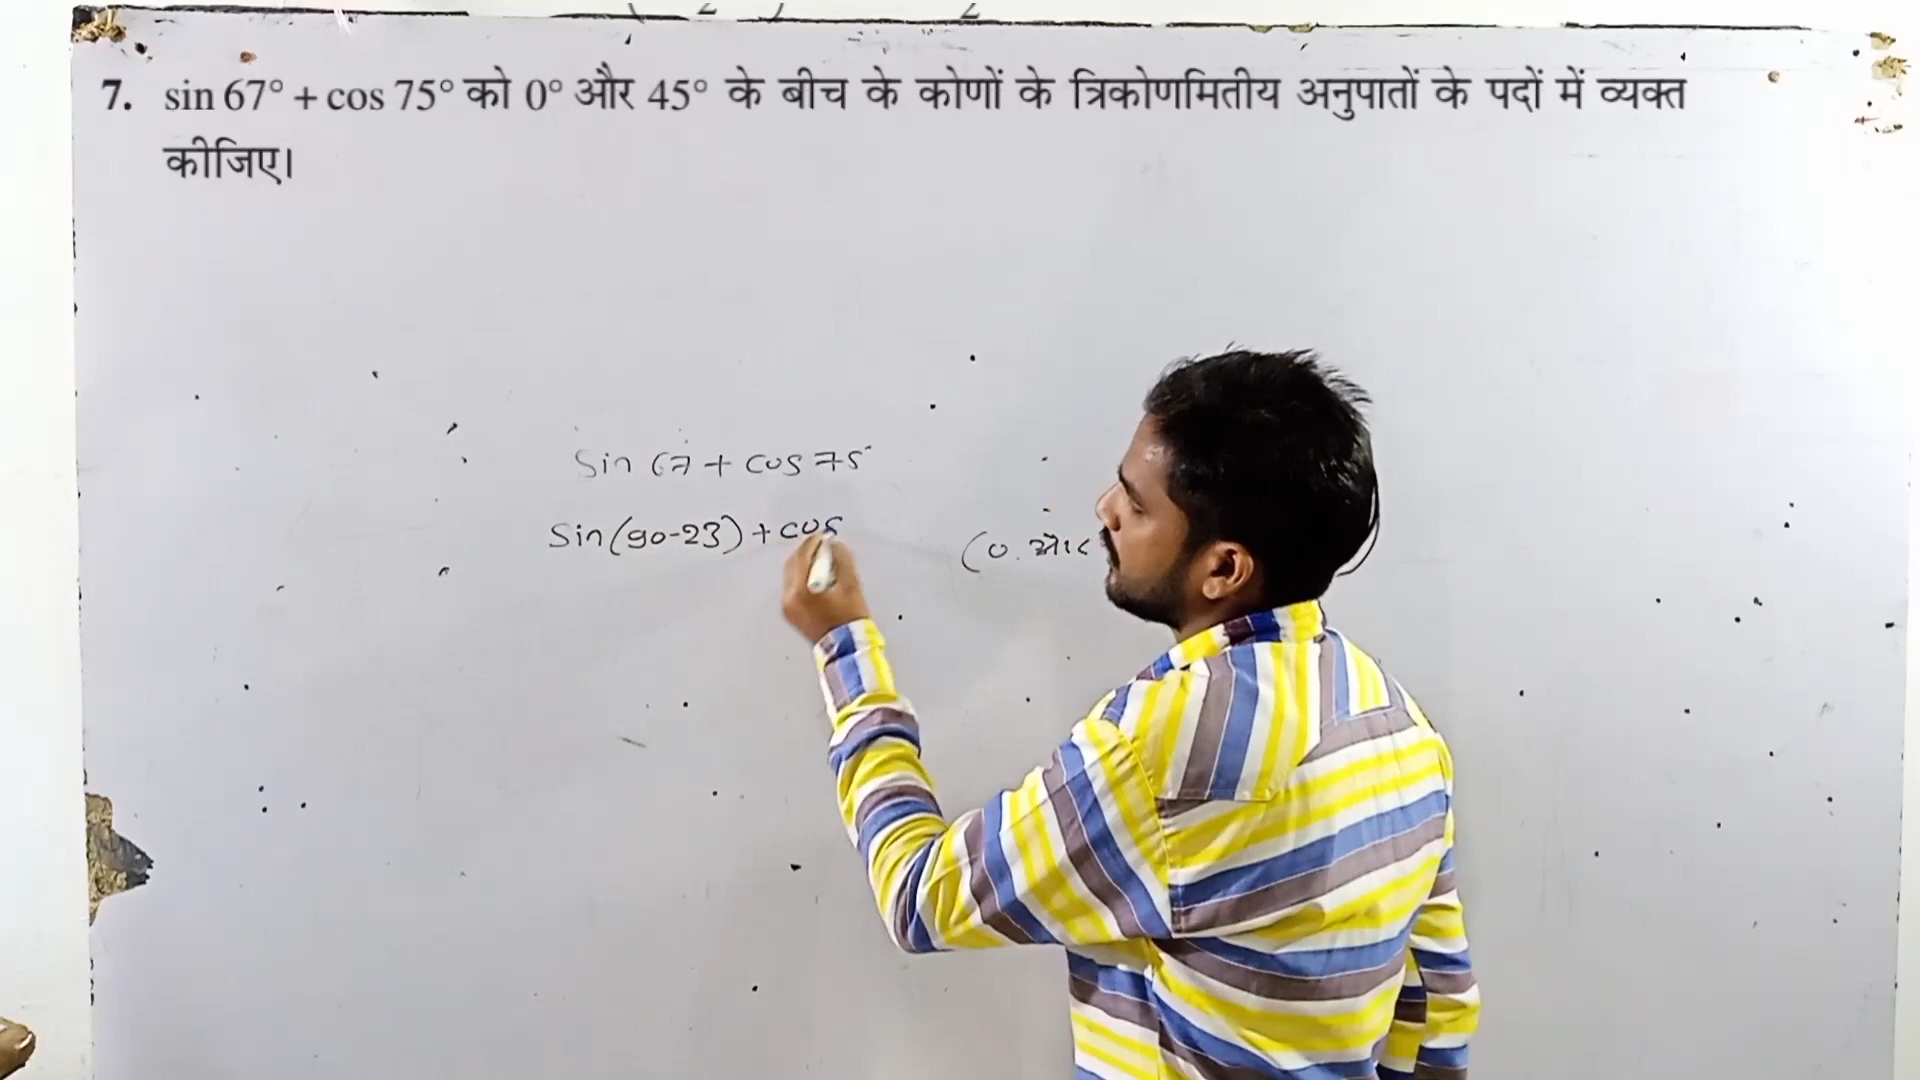 7. sin 67° + cos 75° को 0° और 45° के बीच के कोणों के त्रिकोणमितीय अनुपातों के पदों में व्यक्त
कीजिए।
Sin 67 + cos 75°
Sin(90-23) + cos
(0. और